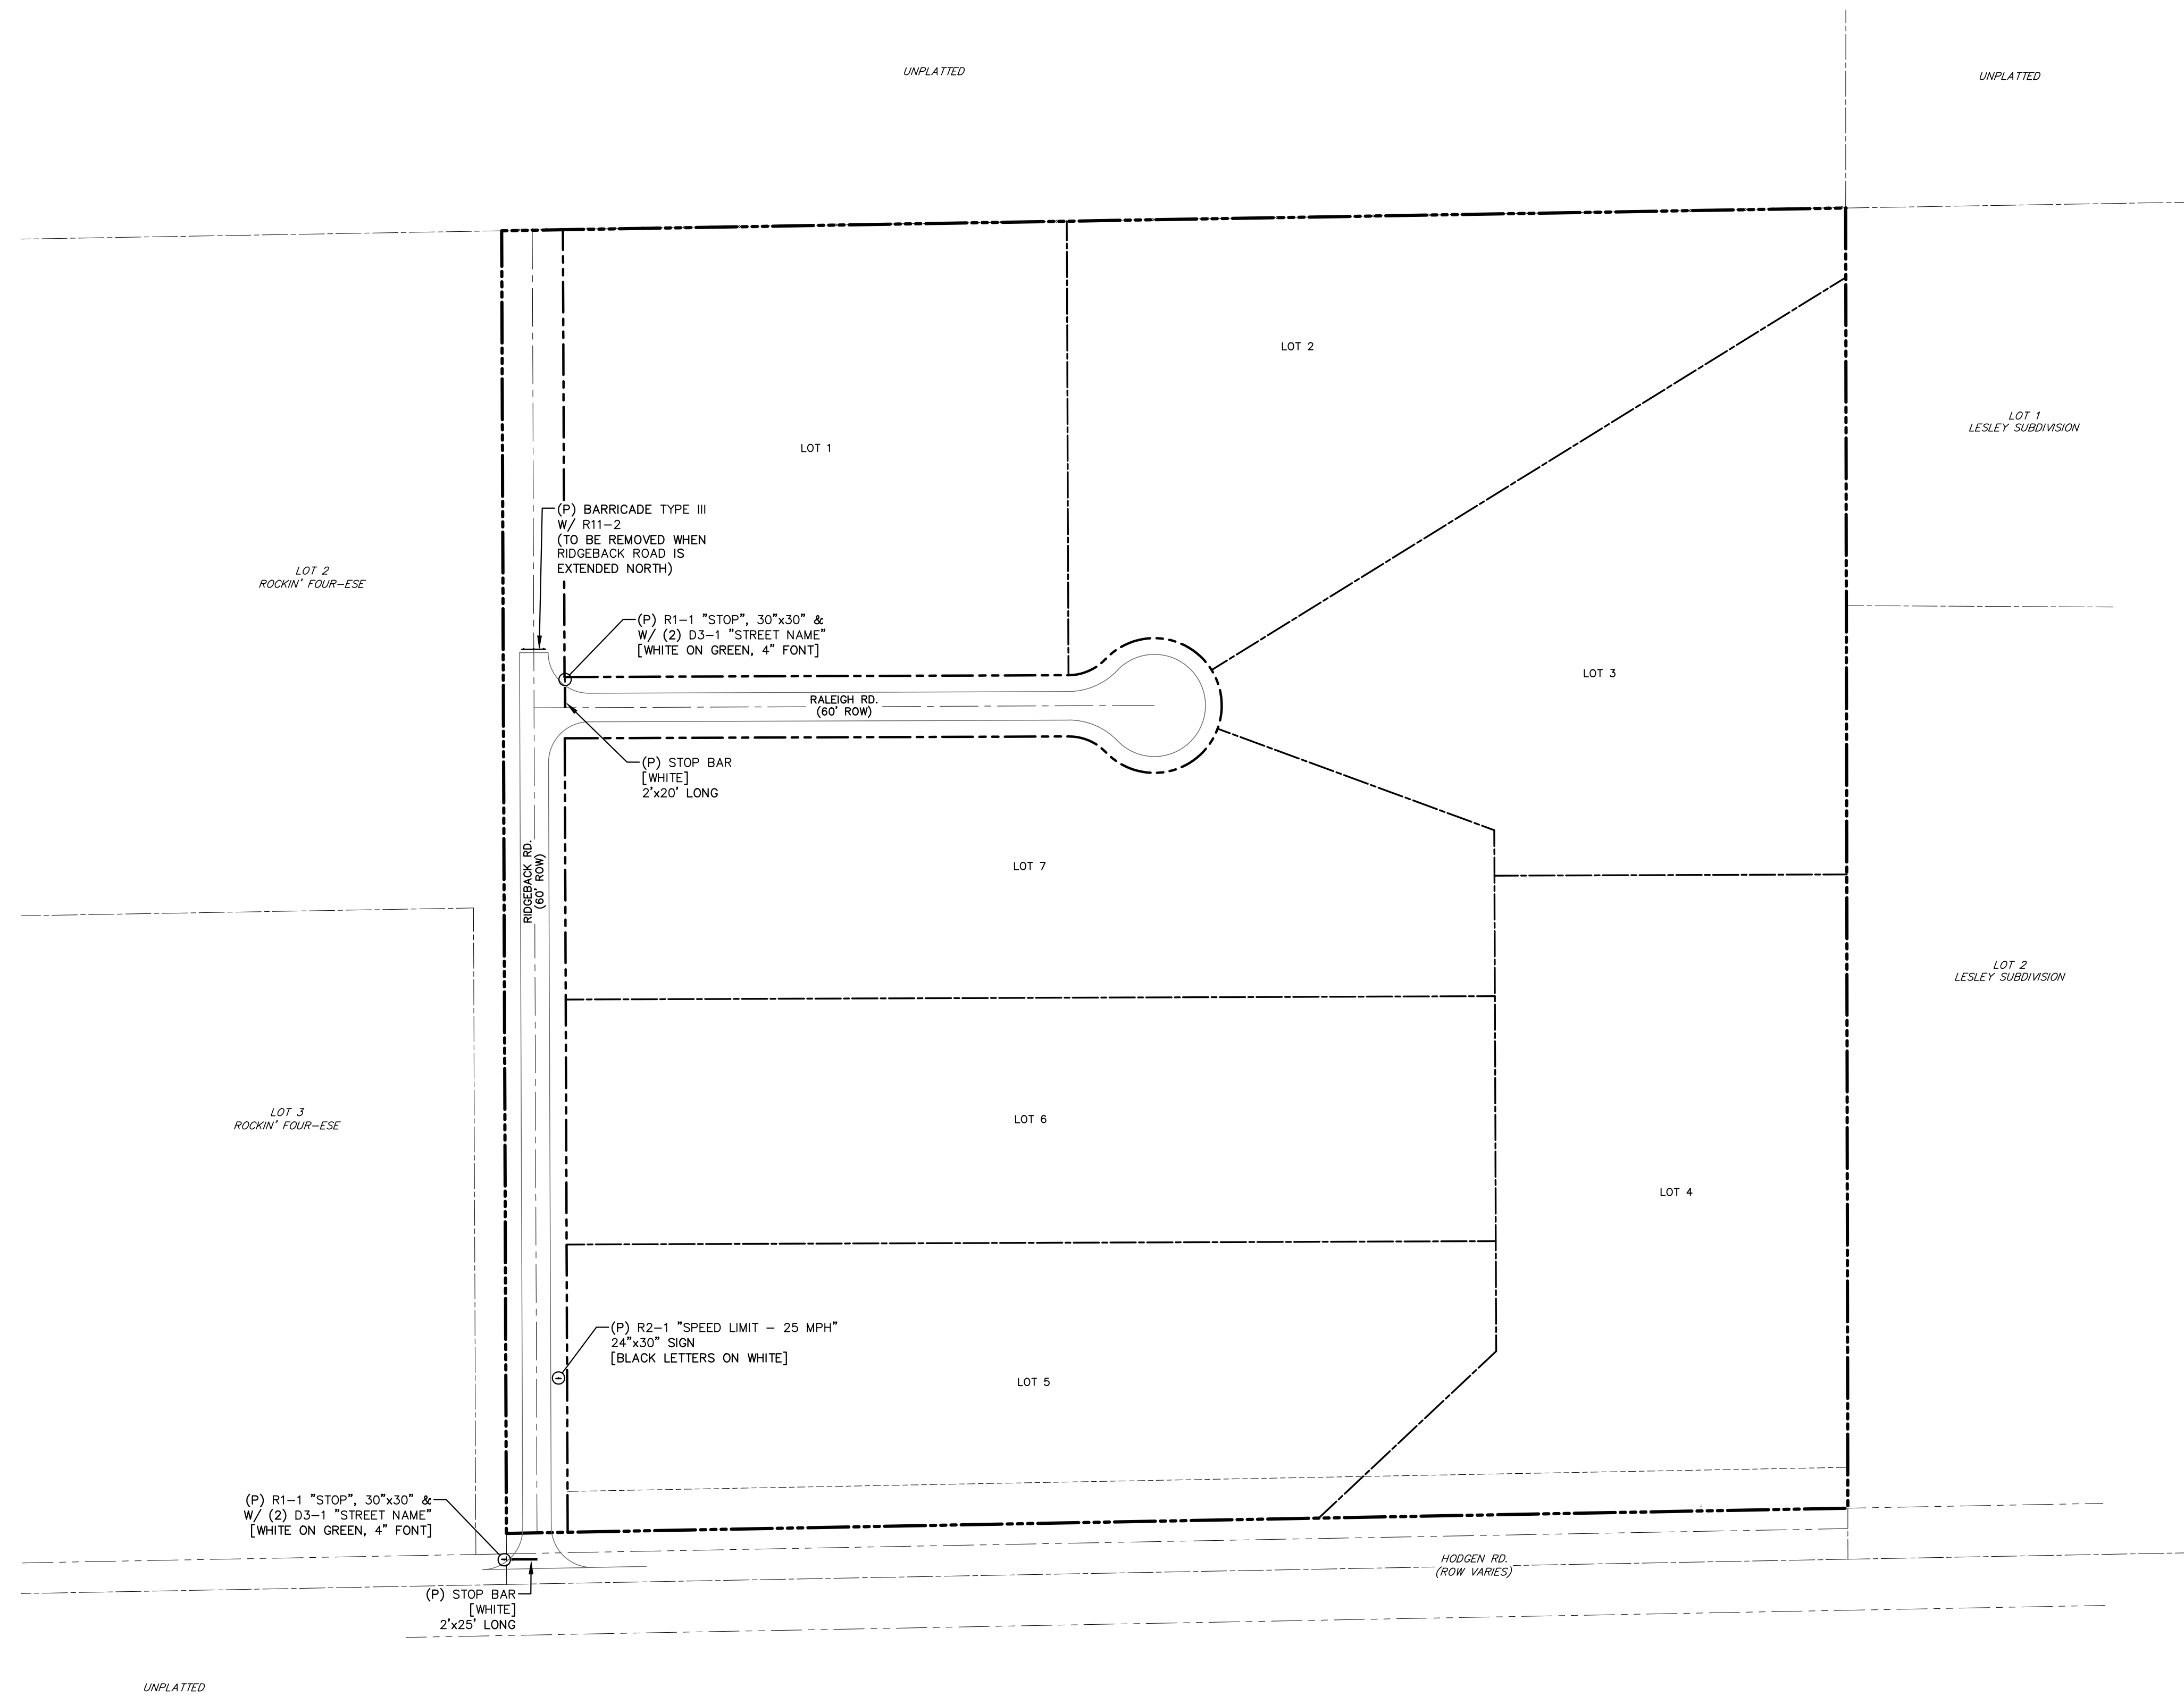 UNPLATTED
UNPLATTED
LOT 2
LOT 1
LESLEY SUBDIVISION
LOT 1
(P) BARRICADE TYPE III
W/ R11-2
(TO BE REMOVED WHEN
RIDGEBACK ROAD IS
EXTENDED NORTH)
LOT 2
ROCKIN' FOUR-ESE
(P) R1-1 "STOP", 30"x30" &
W/ (2) D3-1 "STREET NAME"
[WHITE ON GREEN, 4" FONT]
LOT 3
RALEIGH RD.
(60' ROW)
(P) STOP BAR
[WHITE]
2'x20' LONG
RIDGEBACK RD.
(60' ROW)
LOT 7
LOT 2
LESLEY SUBDIVISION
LOT 3
ROCKIN' FOUR-ESE
LOT 6
LOT 4
(P) R2-1 "SPEED LIMIT - 25 MPH"
24"x30" SIGN
[BLACK LETTERS ON WHITE]
LOT 5
(P) R1-1 "STOP", 30"x30" &
W/ (2) D3-1 "STREET NAME"
[WHITE ON GREEN, 4" FONT]
HODGEN RD.
(ROW VARIES)
(P) STOP BAR
[WHITE]
2'x25' LONG
UNPLATTED